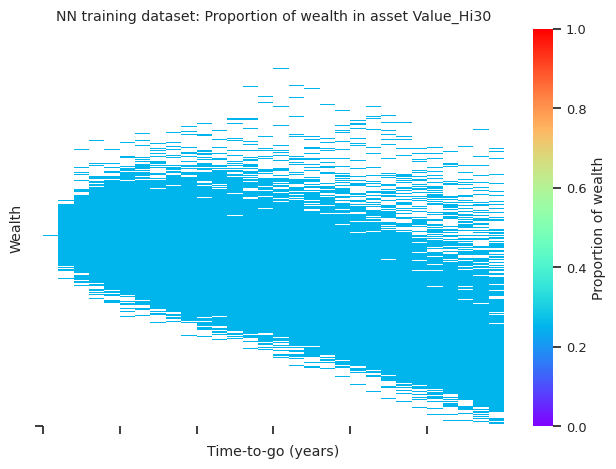 NN training dataset: Proportion of wealth in asset Value_Hi30
1.0
0.8
0.6
0.4
0.2
0.0
Proportion of wealth
Wealth
Time-to-go (years)